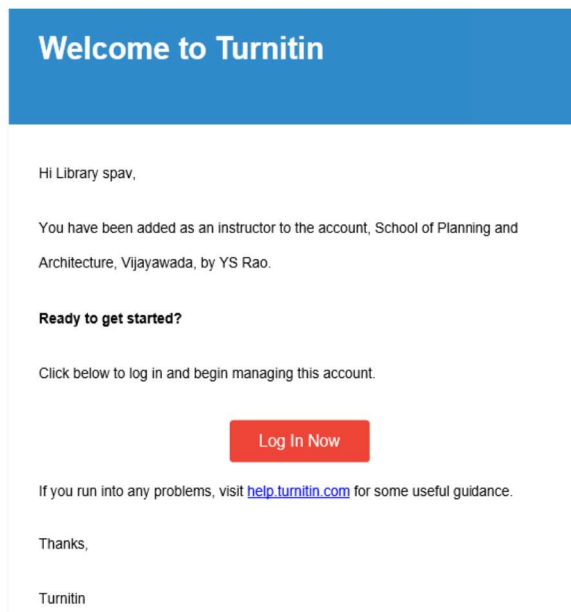 Welcome to Turnitin
Hi Library spav,
You have been added as an instructor to the account, School of Planning and
Architecture, Vijayawada, by YS Rao.
Ready to get started?
Click below to log in and begin managing this account.
Log In Now
If you run into any problems, visit help.turnitin.com for some useful guidance.
Thanks,
Turnitin